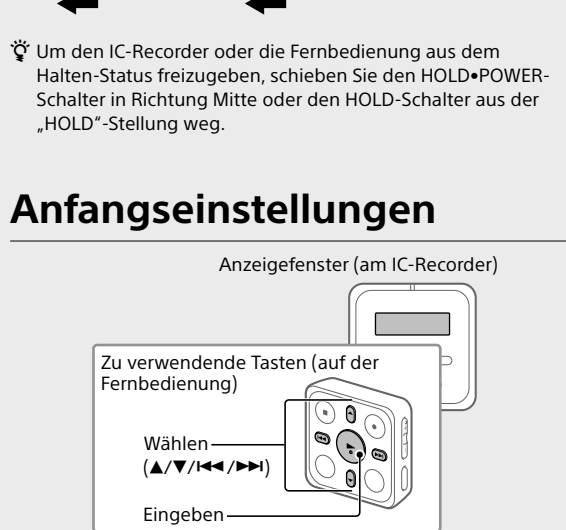 Um den IC-Recorder oder die Fernbedienung aus dem
Halten-Status freizugeben, schieben Sie den HOLD•POWER-
Schalter in Richtung Mitte oder den HOLD-Schalter aus der
„HOLD“-Stellung weg.
Anfangseinstellungen
Anzeigefenster (am IC-Recorder)
Zu verwendende Tasten (auf der
Fernbedienung)
Wählen
(▲/▼/⏮/⏭)
Eingeben